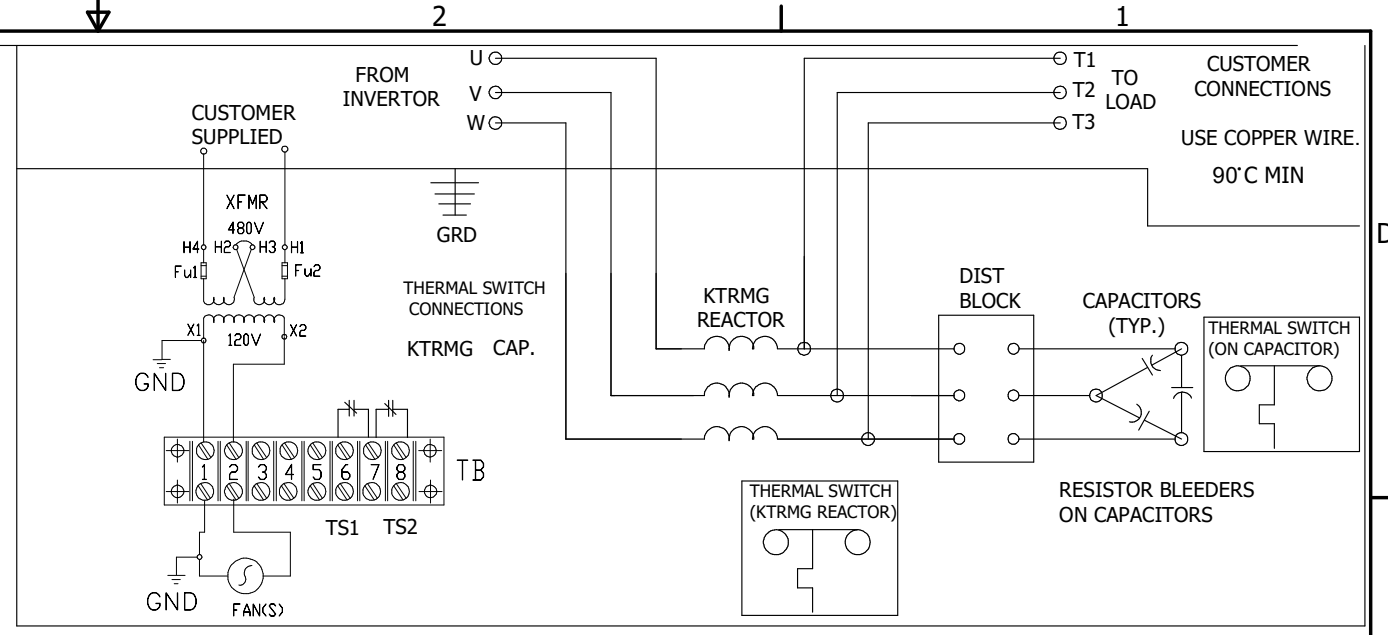 2
1
U
V
W
FROM
INVERTOR
T1
T2
T3
TO
LOAD
CUSTOMER
CONNECTIONS
USE COPPER WIRE.
90°C MIN
CUSTOMER
SUPPLIED
D
XFMR
480V
H4 H2 H3 H1
Fu1 Fu2
X1 120V X2
GND
GRD
THERMAL SWITCH
CONNECTIONS
KTRMG CAP.
KTRMG
REACTOR
DIST
BLOCK
CAPACITORS
(TYP.)
THERMAL SWITCH
(ON CAPACITOR)
1 2 3 4 5 6 7 8
TB
TS1 TS2
GND
FAN(S)
THERMAL SWITCH
(KTRMG REACTOR)
RESISTOR BLEEDERS
ON CAPACITORS